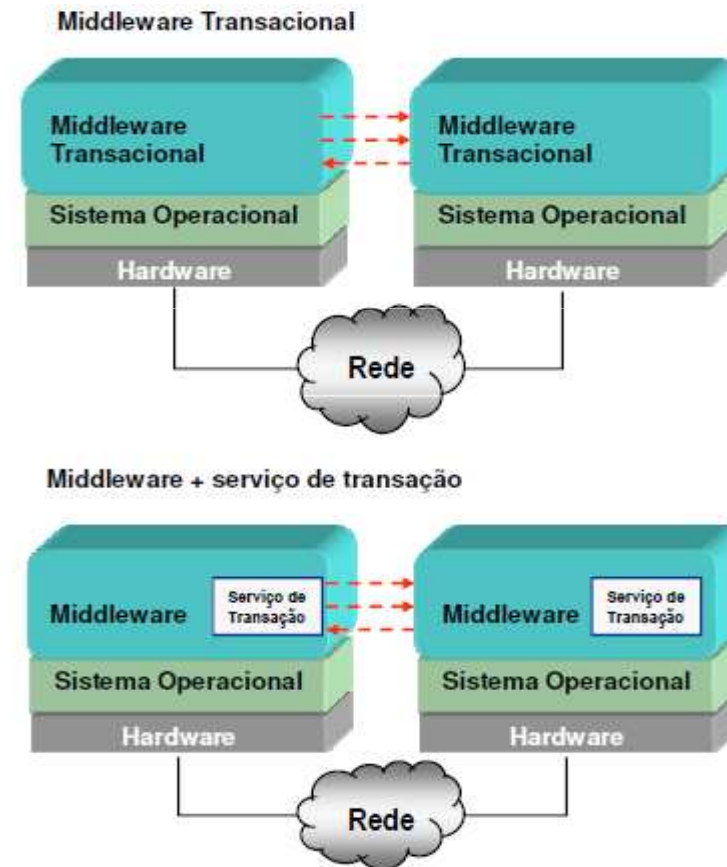 Middleware Transacional
Middleware
Transacional
Sistema Operacional
Hardware
Middleware
Transacional
Sistema Operacional
Hardware
Rede
Middleware + serviço de transação
Middleware
Serviço de
Transação
Sistema Operacional
Hardware
Middleware
Serviço de
Transação
Sistema Operacional
Hardware
Rede